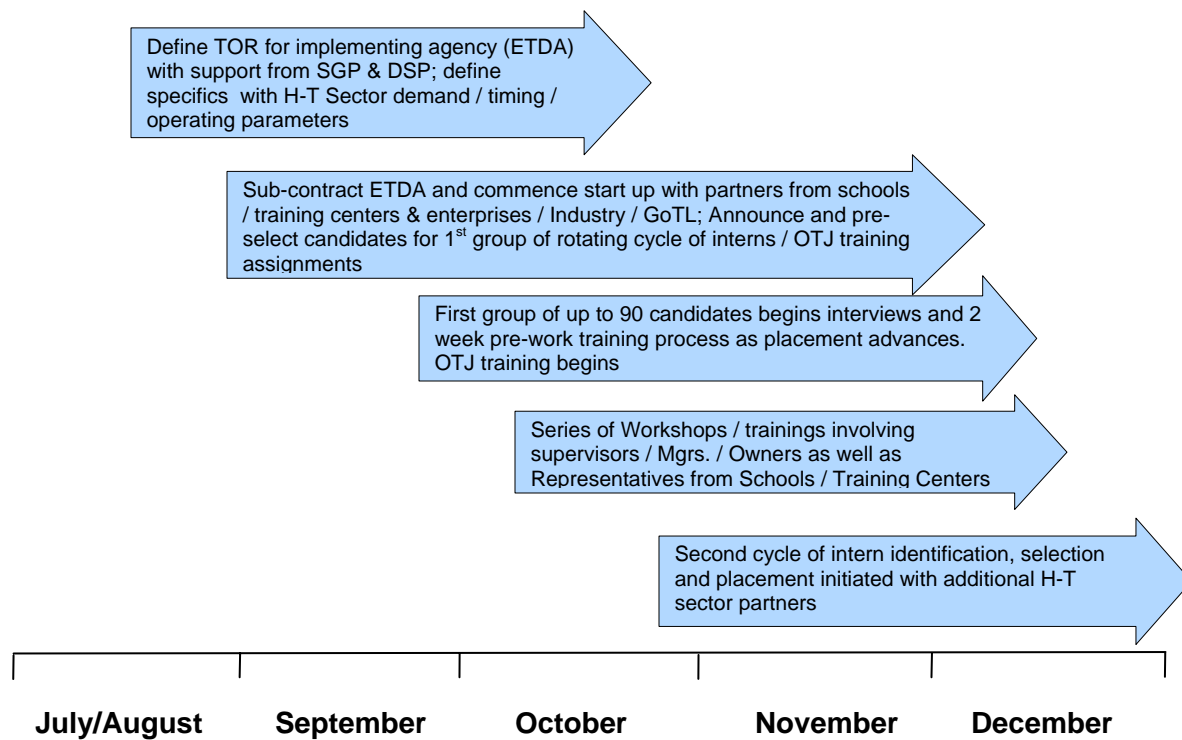 Define TOR for implementing agency (ETDA)
with support from SGP & DSP; define
specifics with H-T Sector demand / timing /
operating parameters
Sub-contract ETDA and commence start up with partners from schools
/ training centers & enterprises / Industry / GoTL; Announce and pre-
select candidates for 1st group of rotating cycle of interns / OTJ training
assignments
First group of up to 90 candidates begins interviews and 2
week pre-work training process as placement advances.
OTJ training begins
Series of Workshops / trainings involving
supervisors / Mgrs. / Owners as well as
Representatives from Schools / Training Centers
Second cycle of intern identification, selection
and placement initiated with additional H-T
sector partners
July/August September October November December